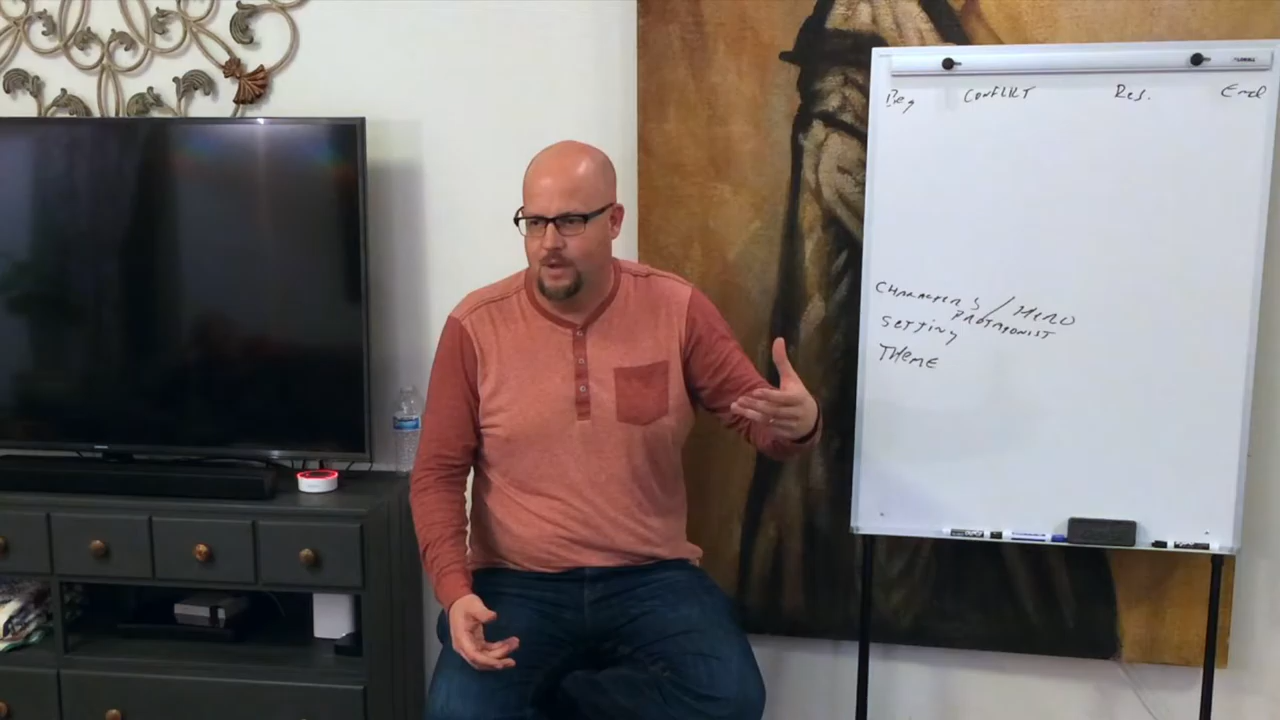 Beg Conflict Res. End
CHARACTERS / HERO
PROTAGONIST
SETTING
THEME